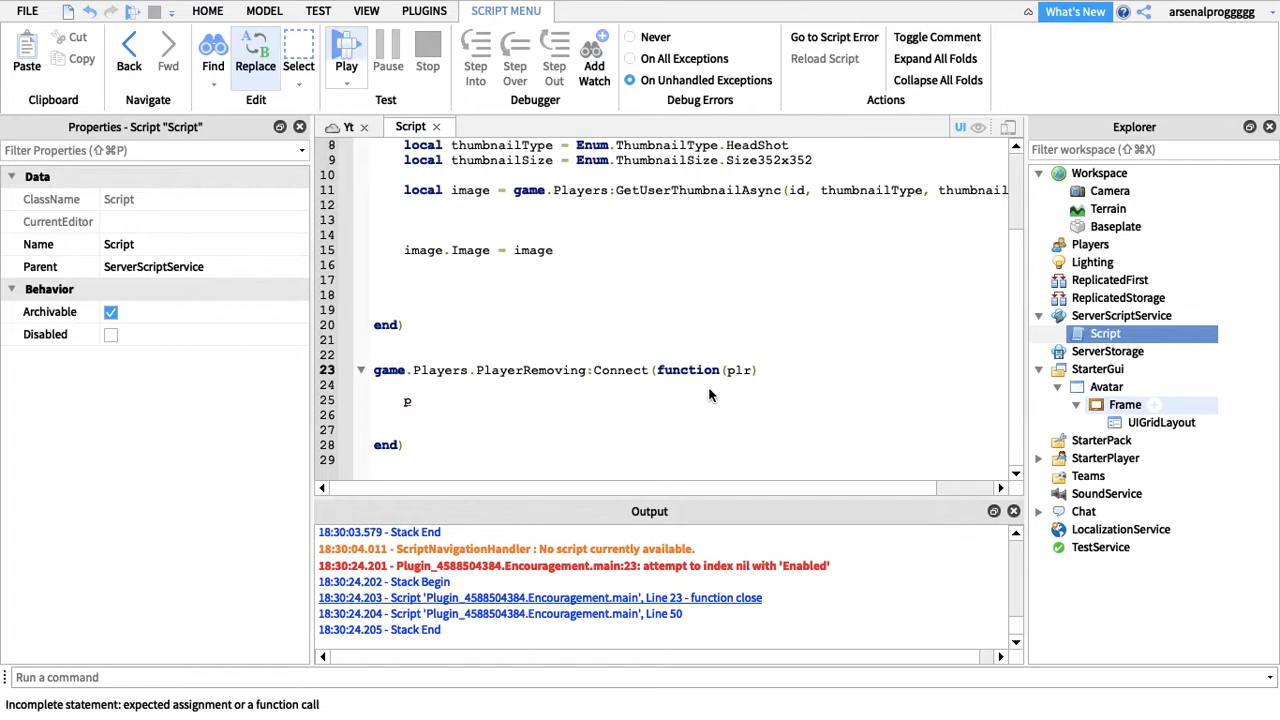 FILE HOME MODEL TEST VIEW PLUGINS SCRIPT MENU What's New arsenalproggggg
Paste Cut Copy Back Fwd Find Replace Select Play Pause Stop Step Into Step Over Step Out Add Watch Never On All Exceptions On Unhandled Exceptions Go to Script Error Reload Script Toggle Comment Expand All Folds Collapse All Folds
Clipboard Navigate Edit Test Debugger Debug Errors Actions
Properties - Script "Script"
Filter Properties (⇧⌘P)
Data
ClassName Script
CurrentEditor
Name Script
Parent ServerScriptService
Behavior
Archivable
Disabled
Yt Script UI
8 local thumbnailType = Enum.ThumbnailType.HeadShot
9 local thumbnailSize = Enum.ThumbnailSize.Size352x352
10
11 local image = game.Players:GetUserThumbnailAsync(id, thumbnailType, thumbnail
12
13
14
15 image.Image = image
16
17
18
19
20 end)
21
22
23 game.Players.PlayerRemoving:Connect(function(plr)
24
25 p
26
27
28 end)
29
Output
18:30:03.579 - Stack End
18:30:04.011 - ScriptNavigationHandler : No script currently available.
18:30:24.201 - Plugin_4588504384.Encouragement.main:23: attempt to index nil with 'Enabled'
18:30:24.202 - Stack Begin
18:30:24.203 - Script 'Plugin_4588504384.Encouragement.main', Line 23 - function close
18:30:24.204 - Script 'Plugin_4588504384.Encouragement.main', Line 50
18:30:24.205 - Stack End
Explorer
Filter workspace (⇧⌘X)
Workspace
Camera
Terrain
Baseplate
Players
Lighting
ReplicatedFirst
ReplicatedStorage
ServerScriptService
Script
ServerStorage
StarterGui
Avatar
Frame
UIGridLayout
StarterPack
StarterPlayer
Teams
SoundService
Chat
LocalizationService
TestService
Run a command
Incomplete statement: expected assignment or a function call